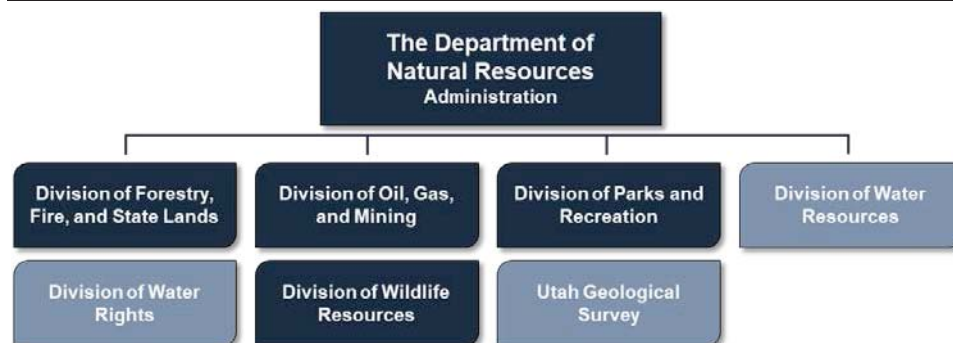 The Department of
Natural Resources
Administration
Division of Forestry,
Fire, and State Lands
Division of Oil, Gas,
and Mining
Division of Parks and
Recreation
Division of Water
Resources
Division of Water
Rights
Division of Wildlife
Resources
Utah Geological
Survey